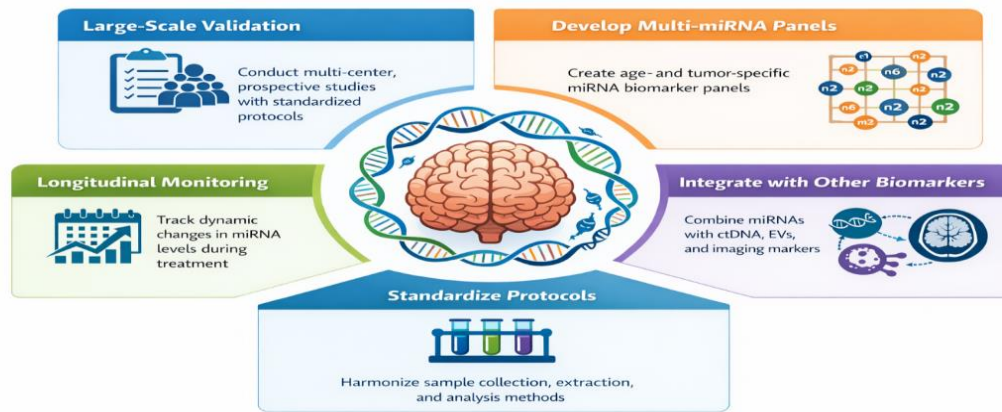 Large-Scale Validation
Conduct multi-center,
prospective studies
with standardized
protocols
Develop Multi-miRNA Panels
Create age- and tumor-specific
miRNA biomarker panels
n1
n2
n2
n6
n2
n2
n2
n6
n2
n2
m2
n2
Longitudinal Monitoring
Track dynamic
changes in miRNA
levels during
treatment
Integrate with Other Biomarkers
Combine miRNAs
with ctDNA, EVs,
and imaging markers
Standardize Protocols
Harmonize sample collection, extraction,
and analysis methods